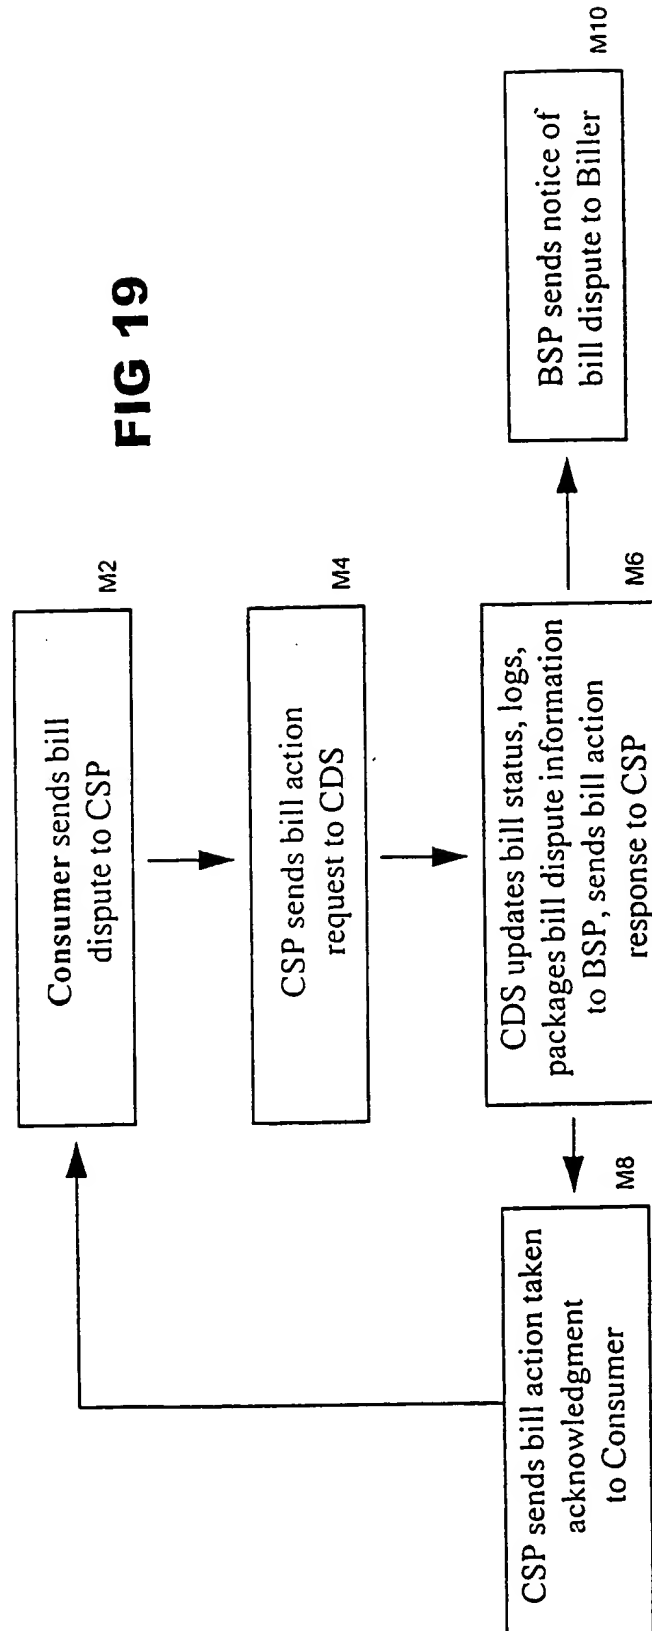 FIG 19
Consumer sends bill
dispute to CSP
M2
CSP sends bill action
request to CDS
M4
CDS updates bill status, logs,
packages bill dispute information
to BSP, sends bill action
response to CSP
M6
CSP sends bill action taken
acknowledgment
to Consumer
M8
BSP sends notice of
bill dispute to Biller
M10